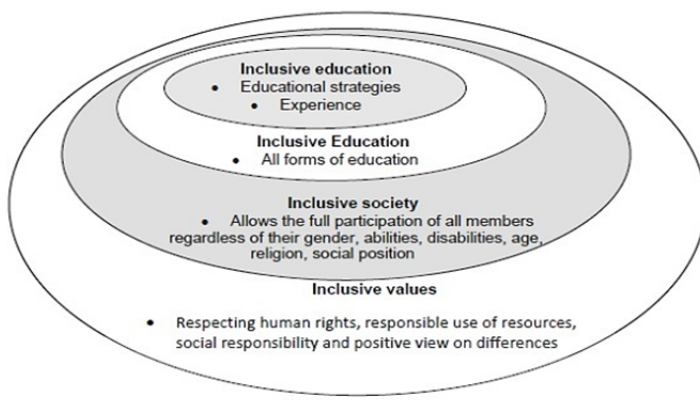 Inclusive education
• Educational strategies
• Experience
Inclusive Education
• All forms of education
Inclusive society
• Allows the full participation of all members
regardless of their gender, abilities, disabilities, age,
religion, social position
Inclusive values
• Respecting human rights, responsible use of resources,
social responsibility and positive view on differences